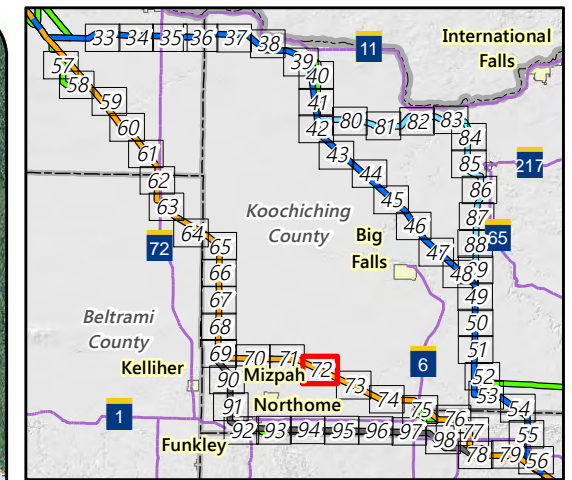 33 34 35 36 37 38
39
11
International
Falls
57
58
40
59
41
60
42 80 81 82 83
84
61
43
85
217
62
44
86
63
45
Koochiching
County
87
64
46
Big
Falls
65
72
65
47
88
66
48 89
67
49
Beltrami
County
68
50
69 70 71 72
6
51
Kelliher
90
Mizpah
73
52
91
Northome
74
53
1
75 76
54
92 93 94 95 96 97
98 77
55
Funkley
78 79 56